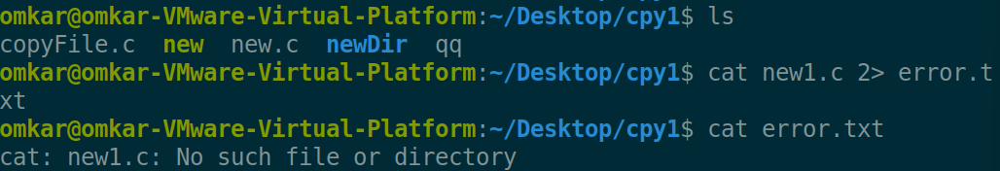 omkar@omkar-VMware-Virtual-Platform:~/Desktop/cpy1$ ls
copyFile.c  new  new.c  newDir  qq
omkar@omkar-VMware-Virtual-Platform:~/Desktop/cpy1$ cat new1.c 2> error.t
xt
omkar@omkar-VMware-Virtual-Platform:~/Desktop/cpy1$ cat error.txt
cat: new1.c: No such file or directory